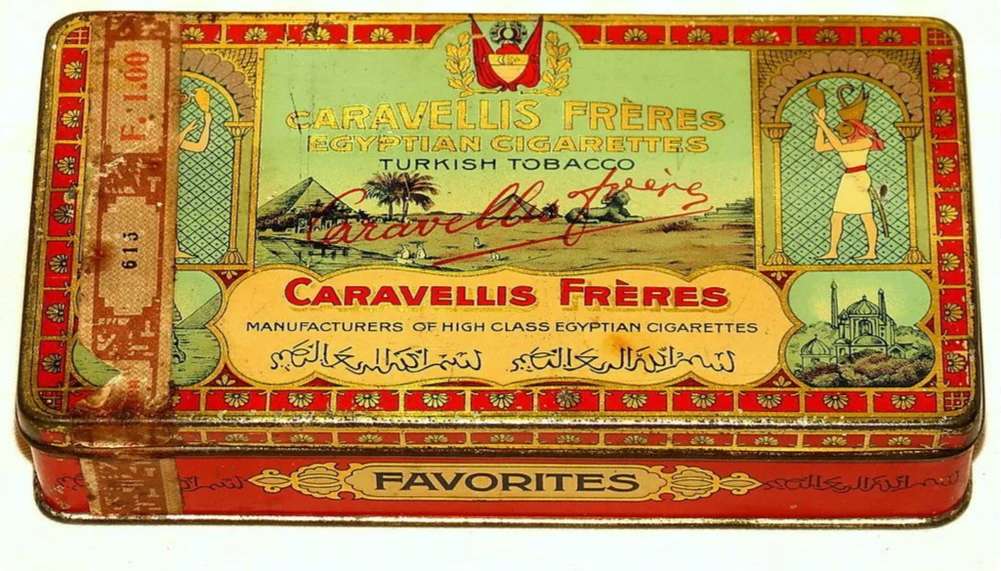 F. 1.00
615
CARAVELLIS FRÈRES
EGYPTIAN CIGARETTES
TURKISH TOBACCO
Caravellis frères
CARAVELLIS FRÈRES
MANUFACTURERS OF HIGH CLASS EGYPTIAN CIGARETTES
FAVORITES